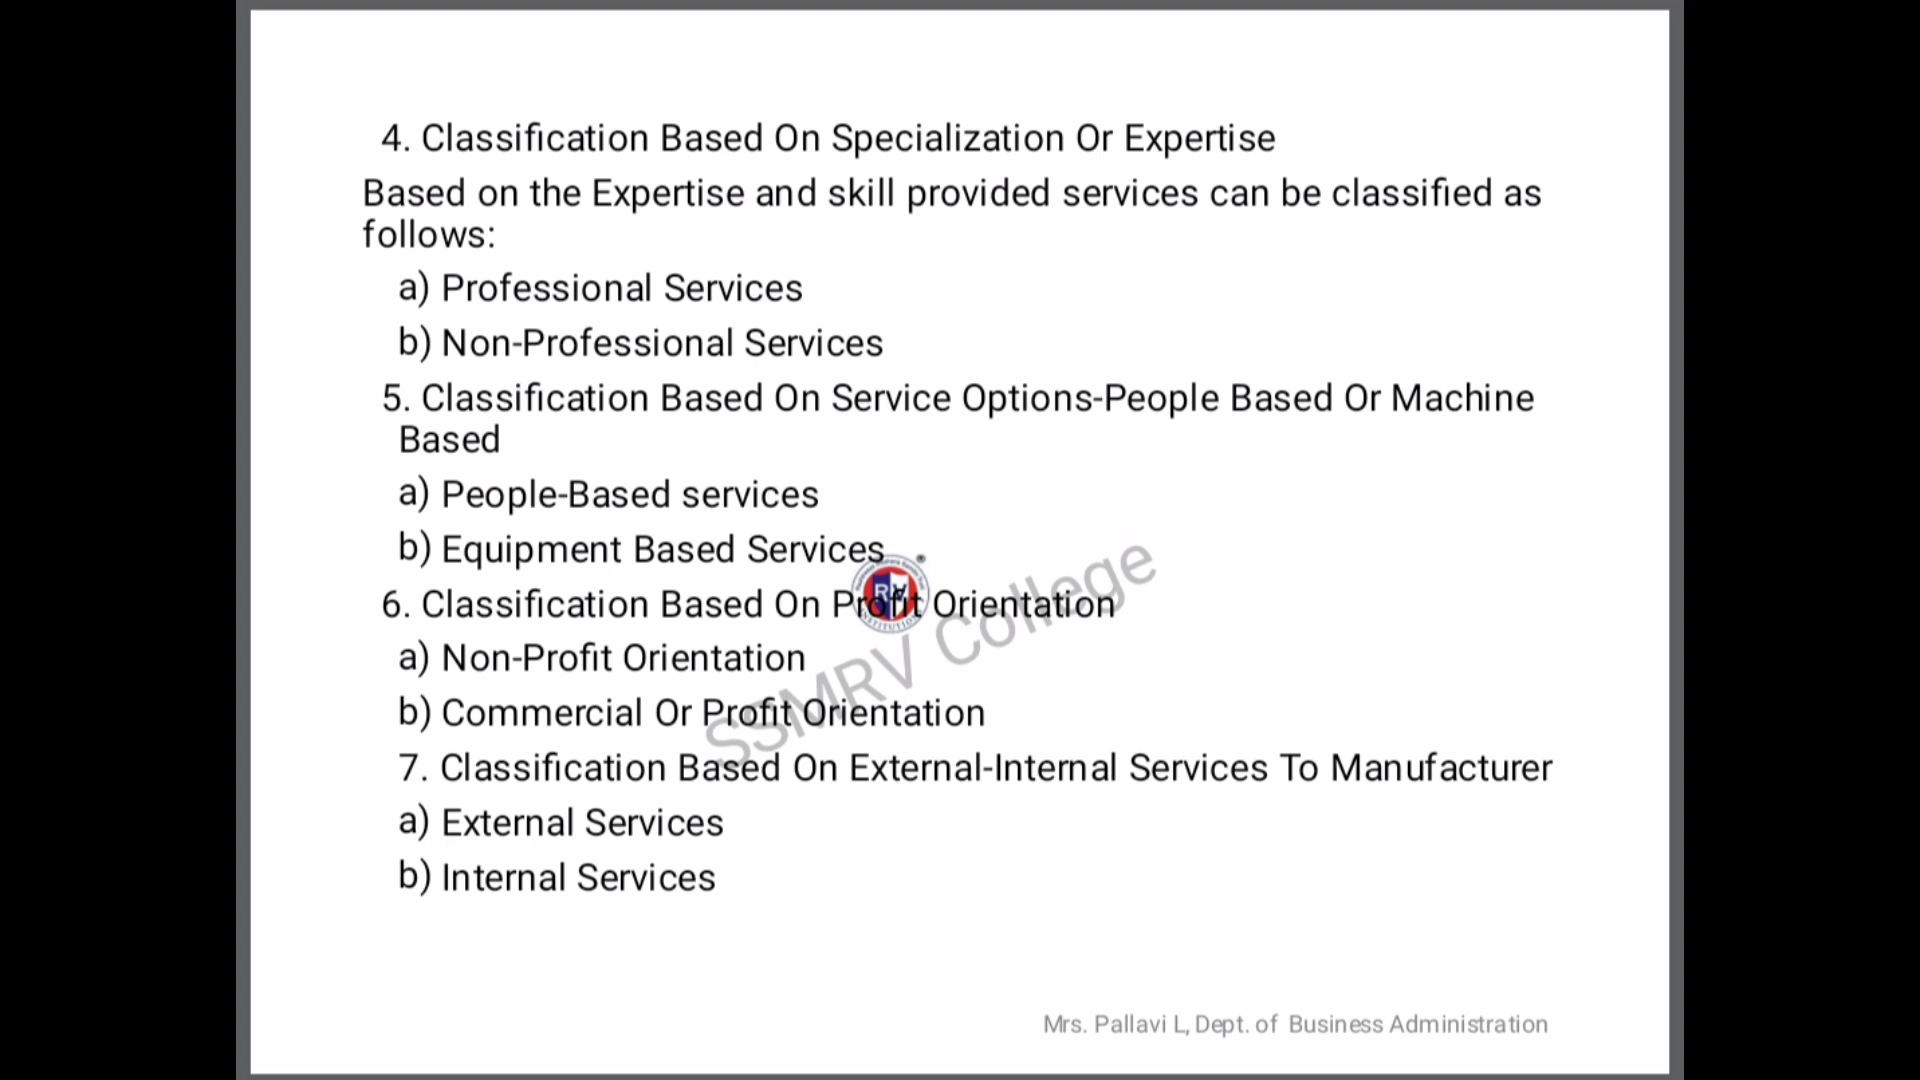 4. Classification Based On Specialization Or Expertise
Based on the Expertise and skill provided services can be classified as
follows:
a) Professional Services
b) Non-Professional Services
5. Classification Based On Service Options-People Based Or Machine
Based
a) People-Based services
b) Equipment Based Services
6. Classification Based On Profit Orientation
a) Non-Profit Orientation
b) Commercial Or Profit Orientation
7. Classification Based On External-Internal Services To Manufacturer
a) External Services
b) Internal Services
SSMRV College
Mrs. Pallavi L, Dept. of Business Administration